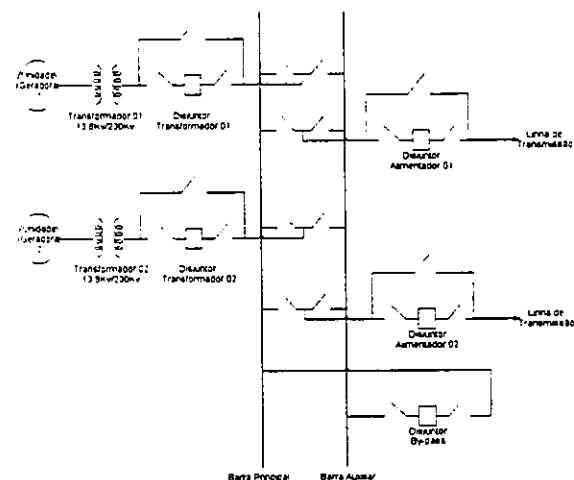 Unidade
Geradora
Transformador 01
13.8Kv/230Kv
Disjuntor
Transformador 01
Disjuntor
Alimentador 01
Linha de
Transmissão
Unidade
Geradora
Transformador 02
13.8Kv/230Kv
Disjuntor
Transformador 02
Disjuntor
Alimentador 02
Linha de
Transmissão
Disjuntor
By-pass
Barra Principal
Barra Auxiliar